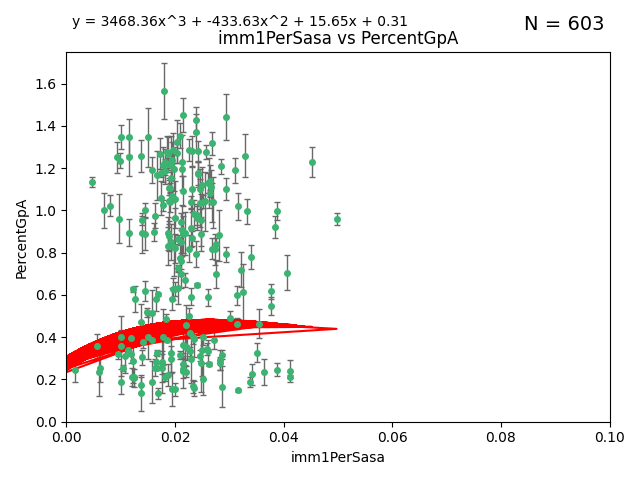 y = 3468.36x^3 + -433.63x^2 + 15.65x + 0.31
N = 603
imm1PerSasa vs PercentGpA
1.6
1.4
1.2
1.0
0.8
0.6
0.4
0.2
0.0
PercentGpA
0.00 0.02 0.04 0.06 0.08 0.10
imm1PerSasa